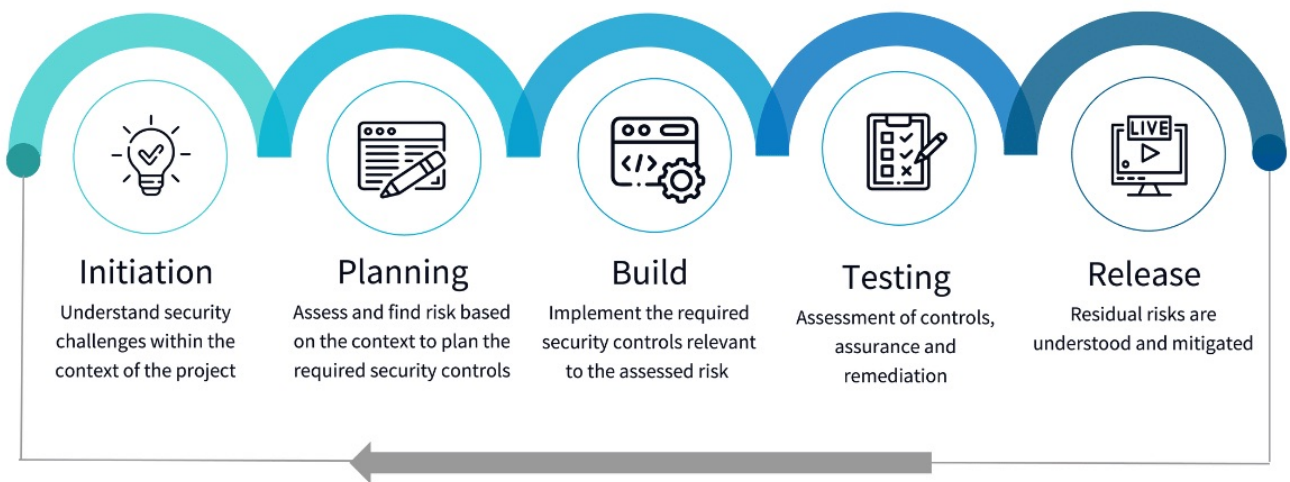 LIVE
Initiation
Understand security
challenges within the
context of the project
Planning
Assess and find risk based
on the context to plan the
required security controls
Build
Implement the required
security controls relevant
to the assessed risk
Testing
Assessment of controls,
assurance and
remediation
Release
Residual risks are
understood and mitigated